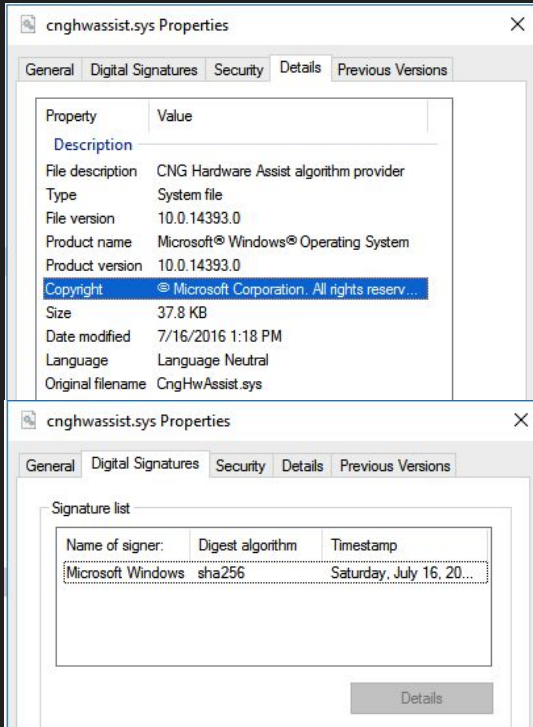 cnghwassist.sys Properties
General Digital Signatures Security Details Previous Versions
Property Value
Description
File description CNG Hardware Assist algorithm provider
Type System file
File version 10.0.14393.0
Product name Microsoft® Windows® Operating System
Product version 10.0.14393.0
Copyright © Microsoft Corporation. All rights reserv...
Size 37.8 KB
Date modified 7/16/2016 1:18 PM
Language Language Neutral
Original filename CngHwAssist.sys
cnghwassist.sys Properties
General Digital Signatures Security Details Previous Versions
Signature list
Name of signer: Digest algorithm Timestamp
Microsoft Windows sha256 Saturday, July 16, 20...
Details